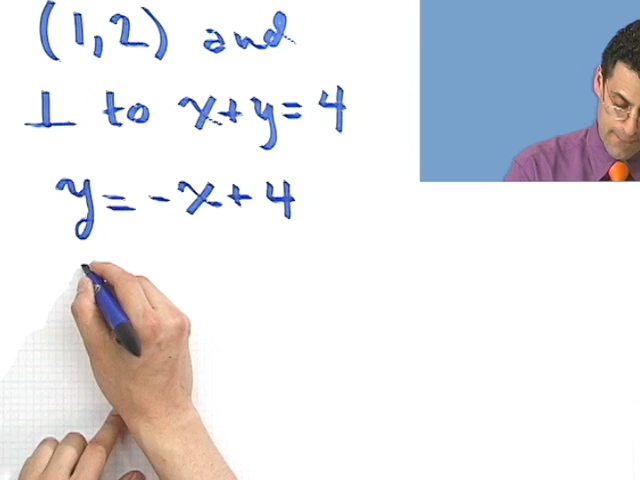 (1,2) and
⊥ to x+y=4
y=-x+4